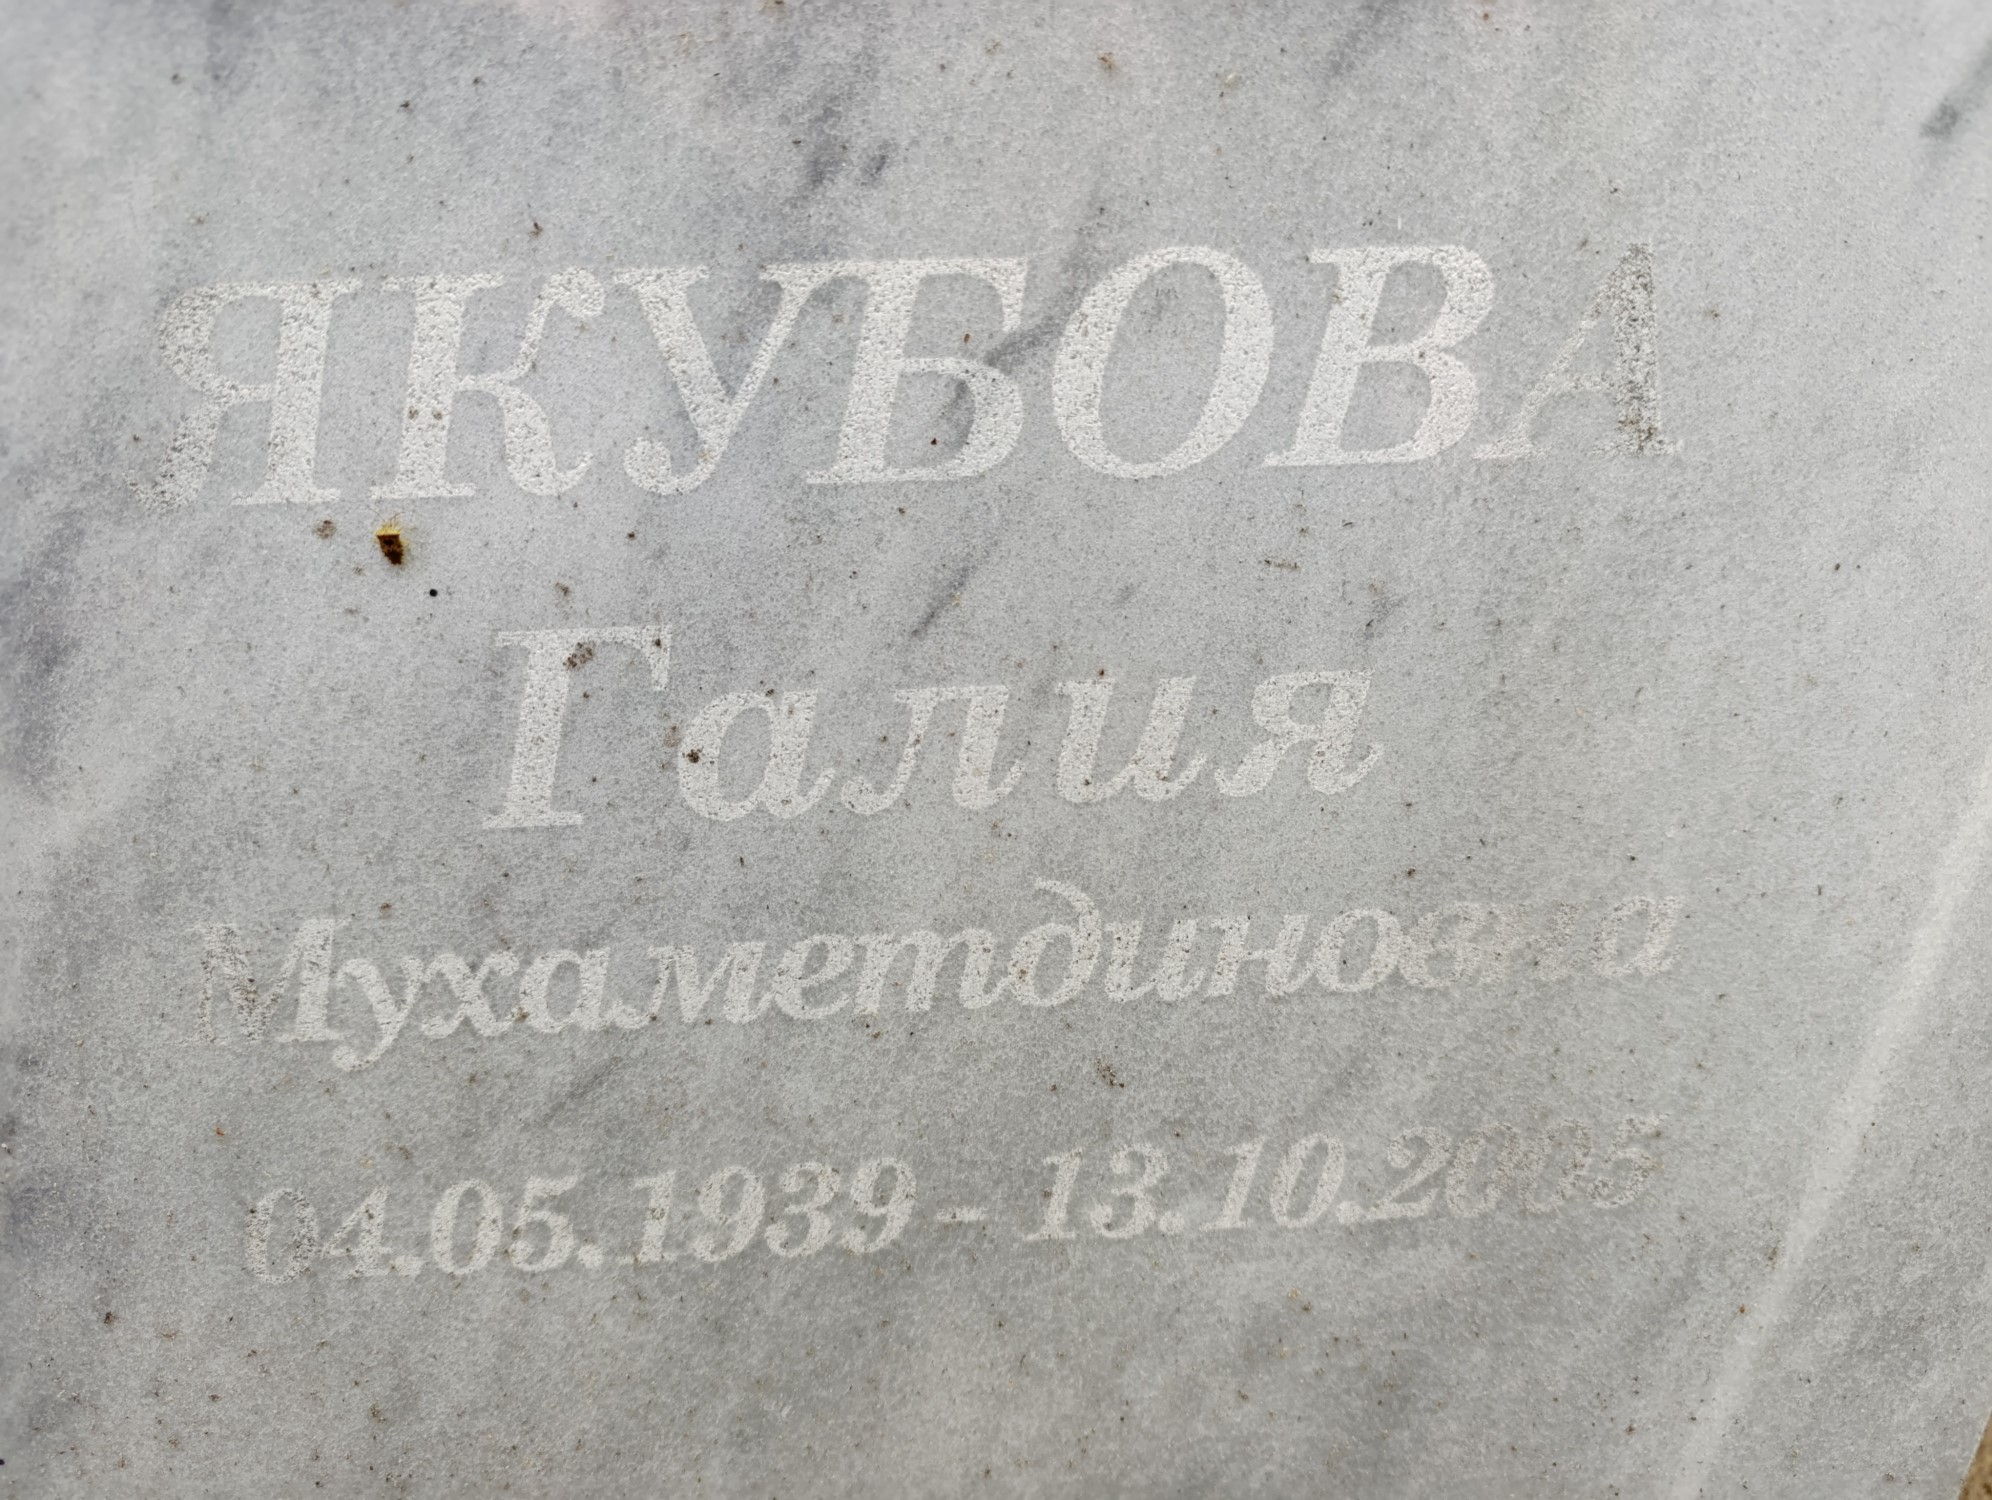 ЯКУБОВА
Галия
Мухаметдиновна
04.05.1939 - 13.10.2005